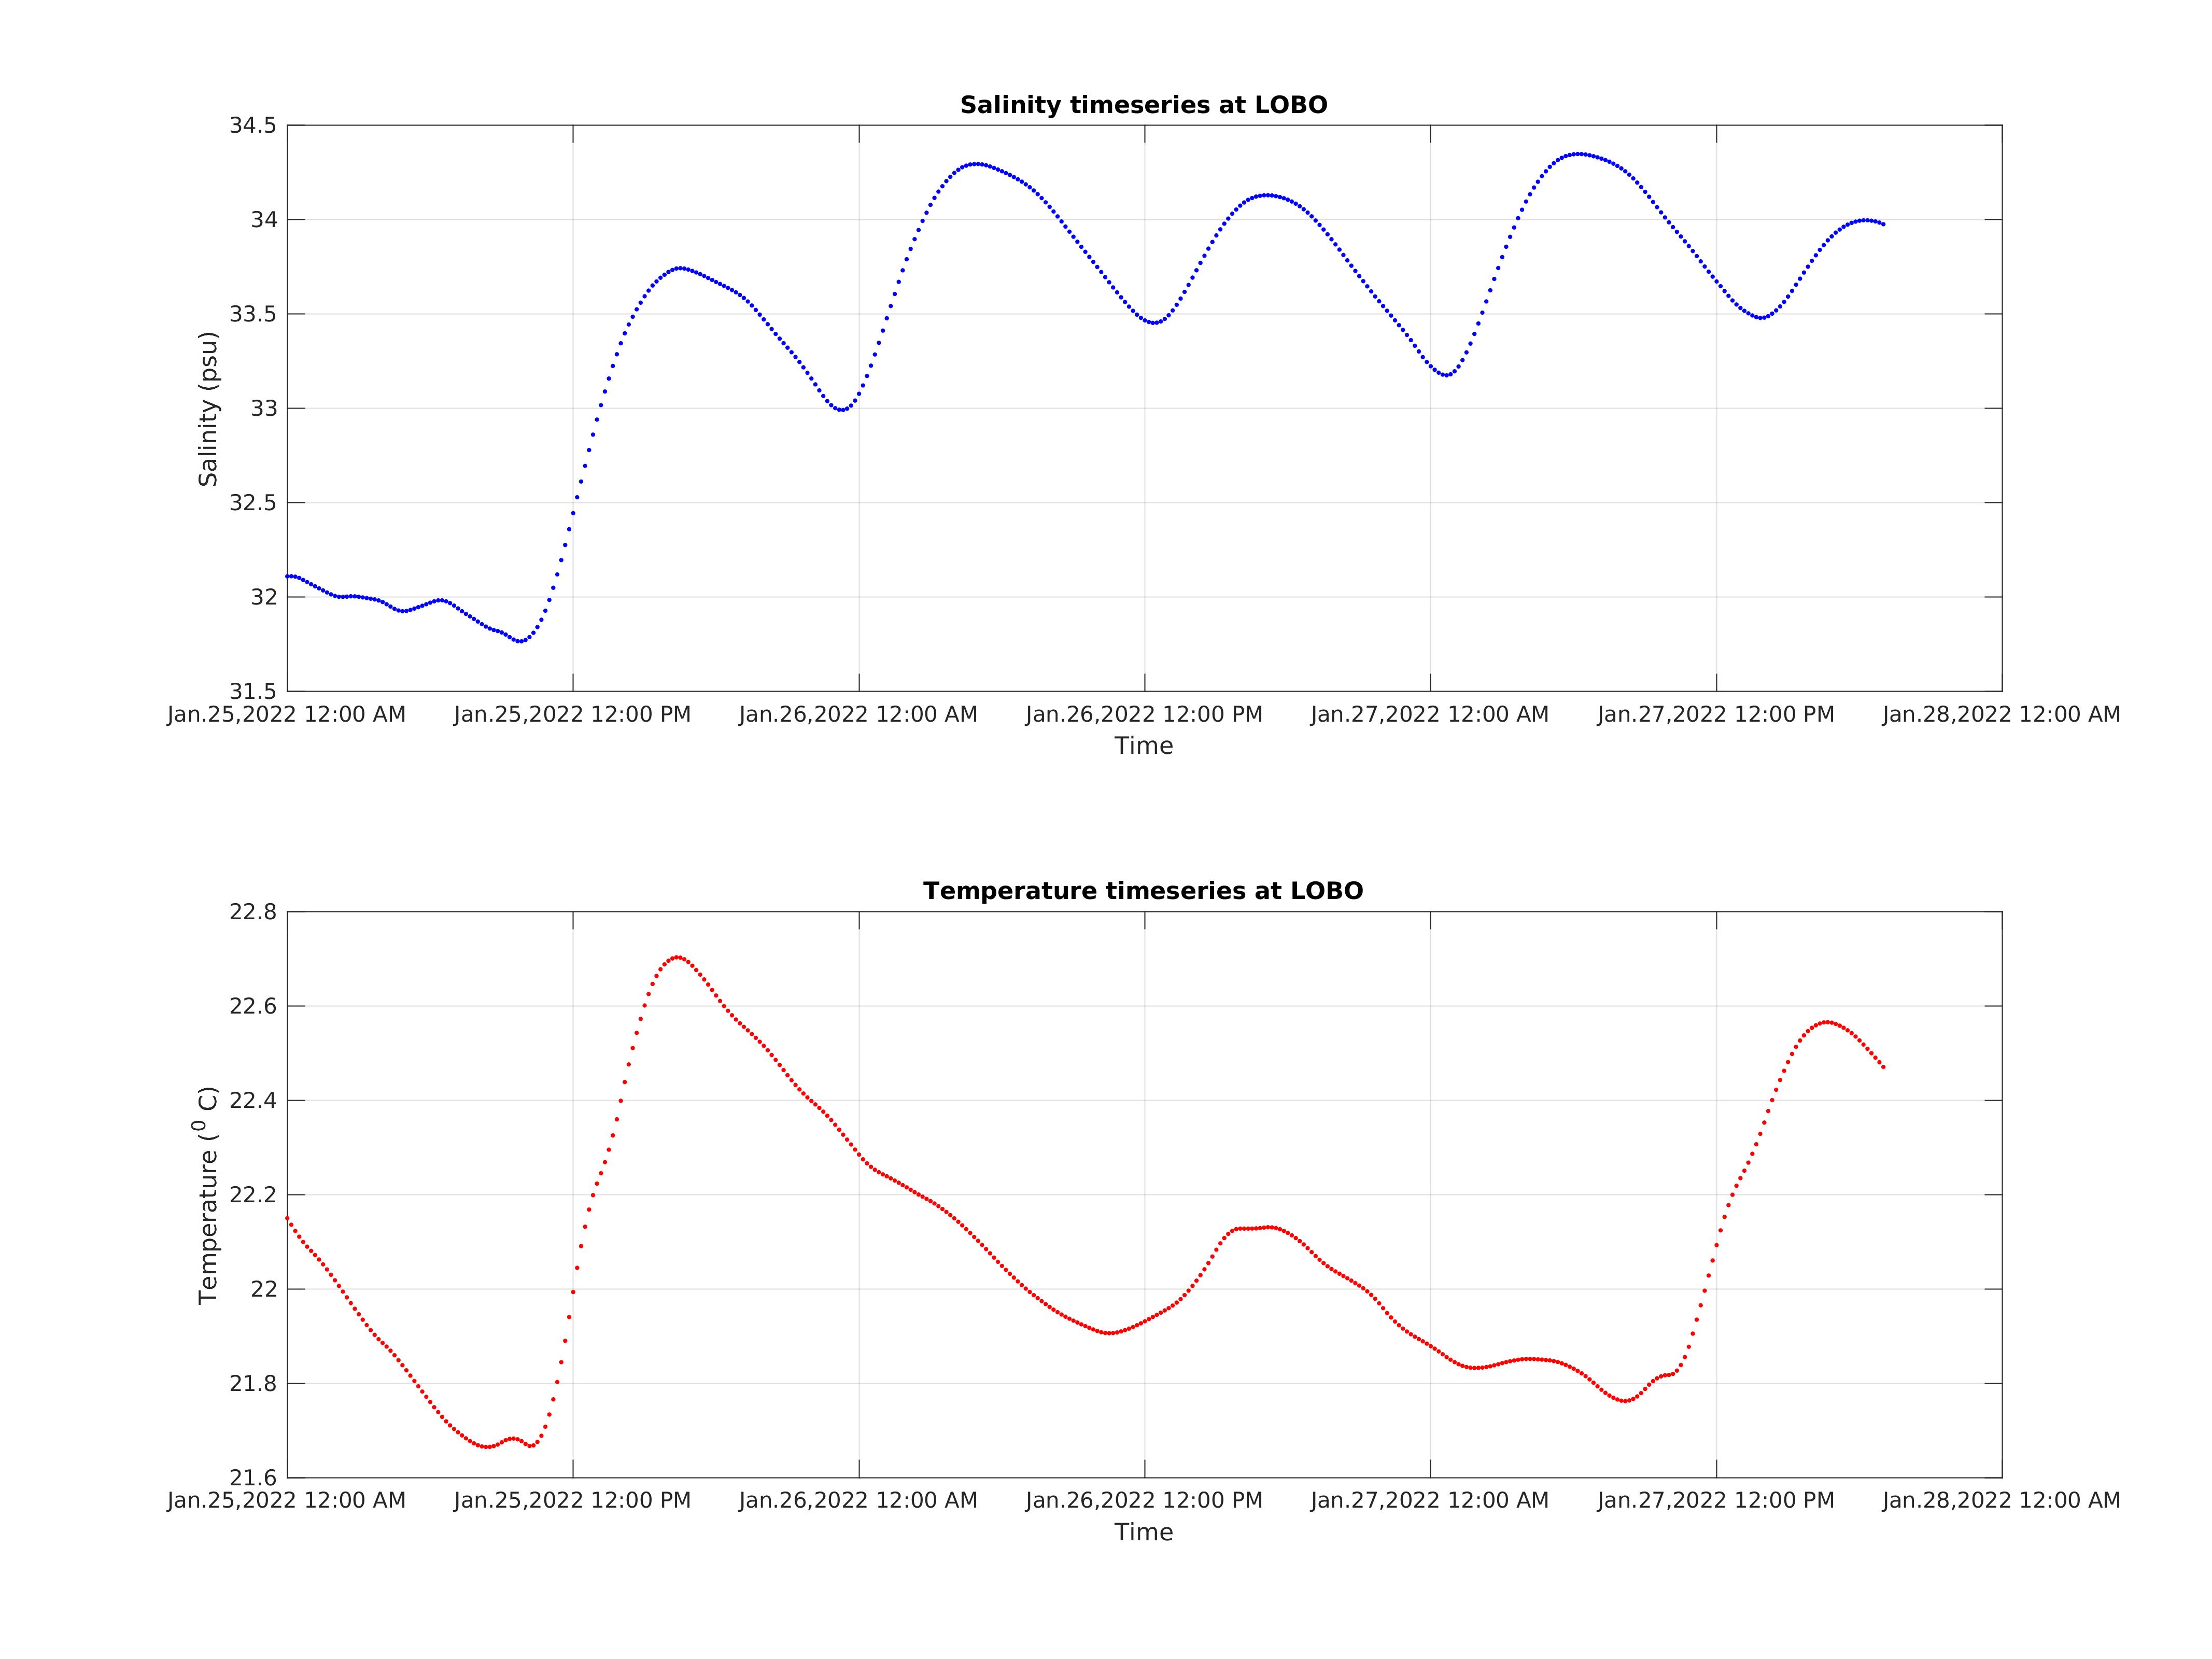 Salinity timeseries at LOBO
34.5
34
33.5
33
32.5
32
31.5
Salinity (psu)
Jan.25,2022 12:00 AM Jan.25,2022 12:00 PM Jan.26,2022 12:00 AM Jan.26,2022 12:00 PM Jan.27,2022 12:00 AM Jan.27,2022 12:00 PM Jan.28,2022 12:00 AM
Time
Temperature timeseries at LOBO
22.8
22.6
22.4
22.2
22
21.8
21.6
Temperature (⁰ C)
Jan.25,2022 12:00 AM Jan.25,2022 12:00 PM Jan.26,2022 12:00 AM Jan.26,2022 12:00 PM Jan.27,2022 12:00 AM Jan.27,2022 12:00 PM Jan.28,2022 12:00 AM
Time